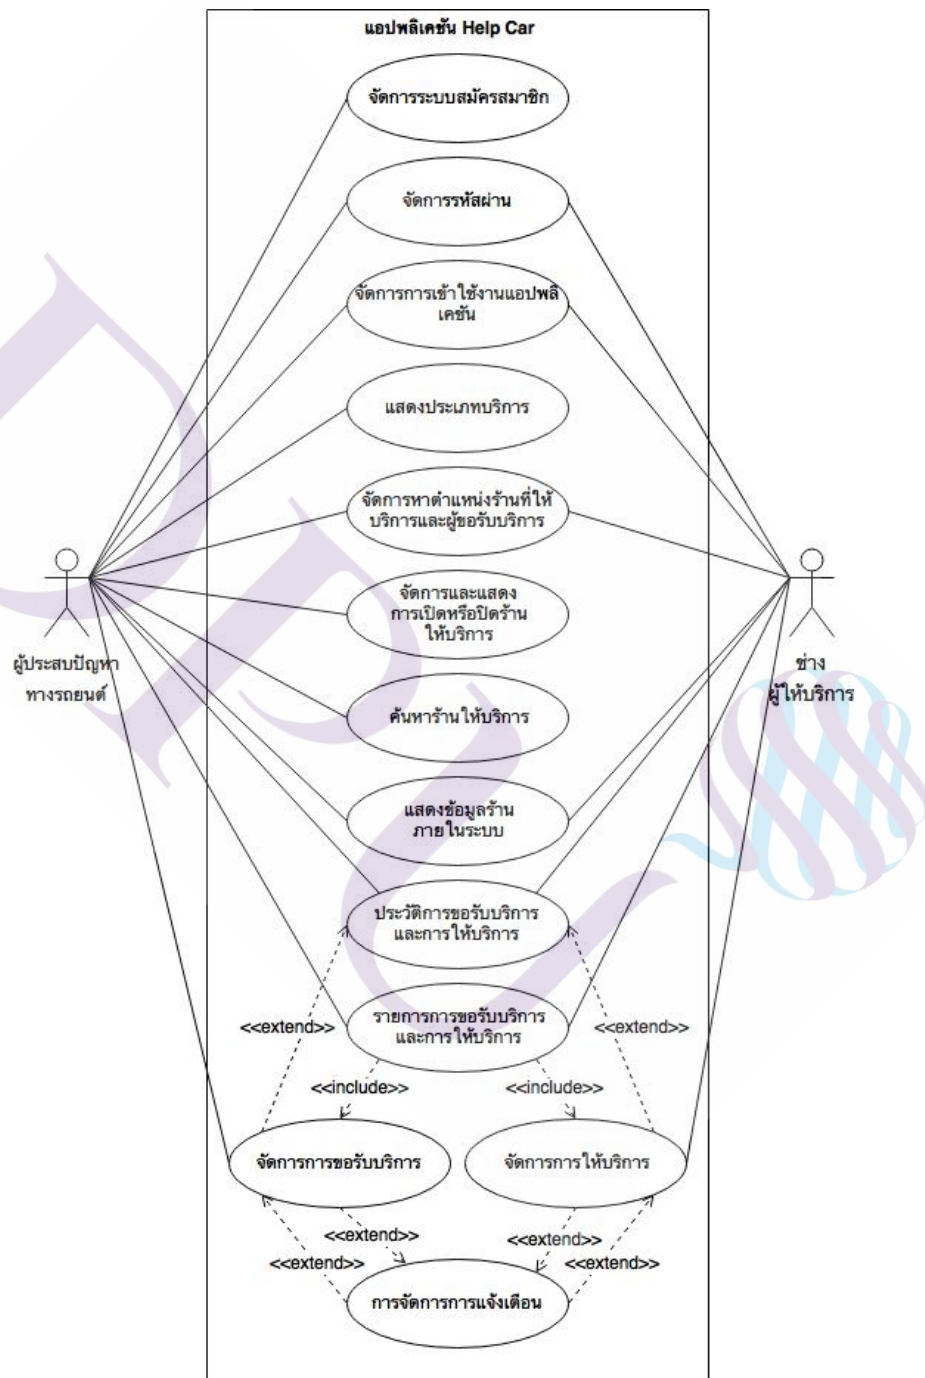 แอปพลิเคชัน Help Car
จัดการระบบสมัครสมาชิก
จัดการรหัสผ่าน
จัดการการเข้าใช้งานแอปพลิ
เคชัน
แสดงประเภทบริการ
จัดการหาตำแหน่งร้านที่ให้
บริการและผู้ขอรับบริการ
จัดการและแสดง
การเปิดหรือปิดร้าน
ให้บริการ
ผู้ประสบปัญหา
ทางรถยนต์
ช่าง
ผู้ให้บริการ
ค้นหาร้านให้บริการ
แสดงข้อมูลร้าน
ภายในระบบ
ประวัติการขอรับบริการ
และการให้บริการ
รายการการขอรับบริการ
และการให้บริการ
<<extend>>
<<extend>>
<<include>>
<<include>>
จัดการการขอรับบริการ
จัดการการให้บริการ
<<extend>>
<<extend>>
<<extend>>
<<extend>>
การจัดการการแจ้งเตือน
DPU